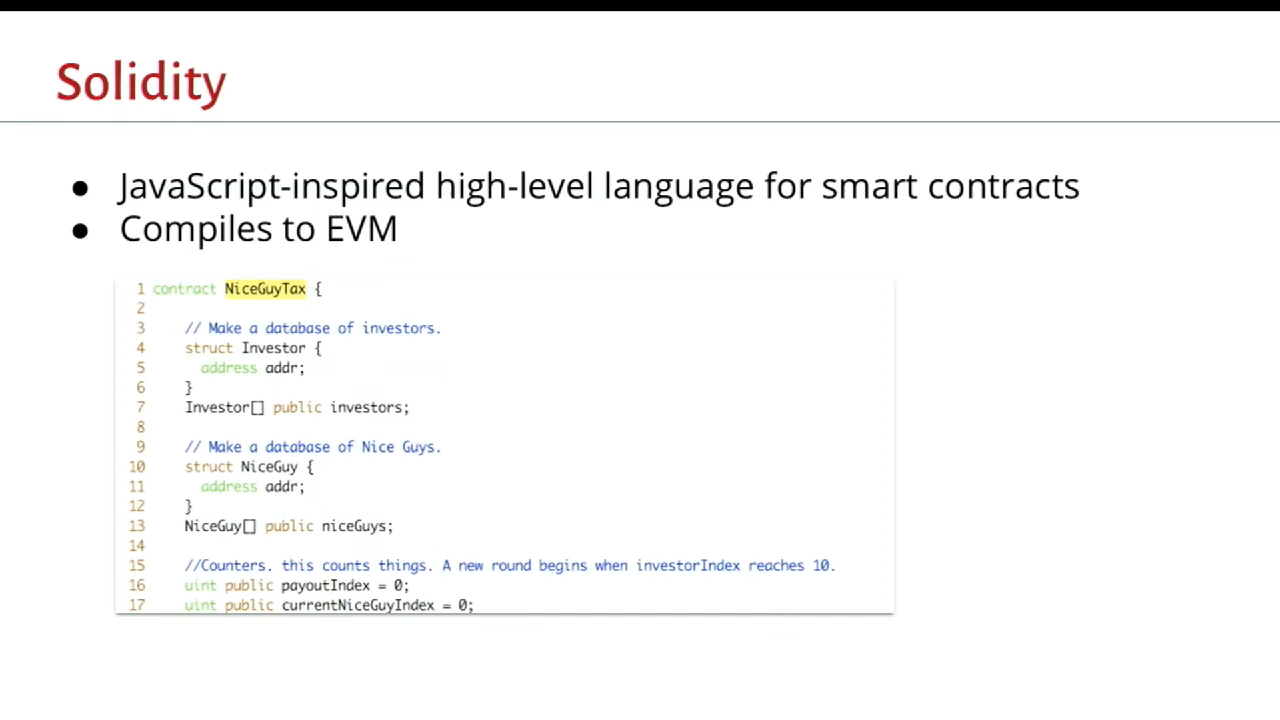 Solidity
● JavaScript-inspired high-level language for smart contracts
● Compiles to EVM
1 contract NiceGuyTax {
2
3     // Make a database of investors.
4     struct Investor {
5       address addr;
6     }
7     Investor[] public investors;
8
9     // Make a database of Nice Guys.
10     struct NiceGuy {
11       address addr;
12     }
13     NiceGuy[] public niceGuys;
14
15     //Counters. this counts things. A new round begins when investorIndex reaches 10.
16     uint public payoutIndex = 0;
17     uint public currentNiceGuyIndex = 0;